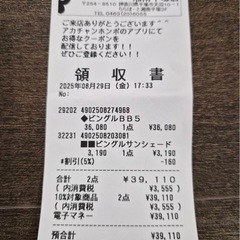 ご来店ありがとうございます
アカチャンホンポのアプリにて
お得なクーポンを
配信しております!!
ぜひご登録ください!
領収書
2025年08月29日(金) 17:33
29202 4902508274968
◆ピングルBB5
36,080 1点 ¥36,080
32231 4902508203081
■■ピングルサンシェード
3,190 1点 ¥3,190
#割引(5%) -160
合計 2点 ¥39,110
(内消費税 ¥3,555)
10%対象商品 2点 ¥39,110
(内消費税 ¥3,555)
電子マネー ¥39,110
預合計 ¥39,110